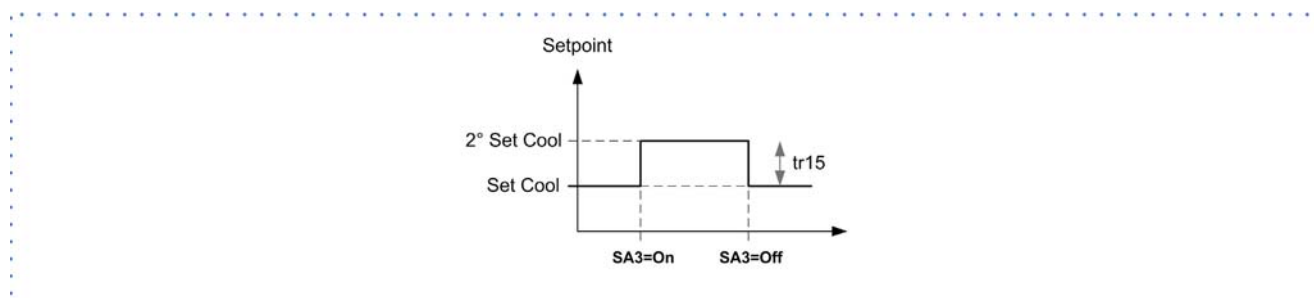 Setpoint
2° Set Cool
tr15
Set Cool
SA3=On
SA3=Off